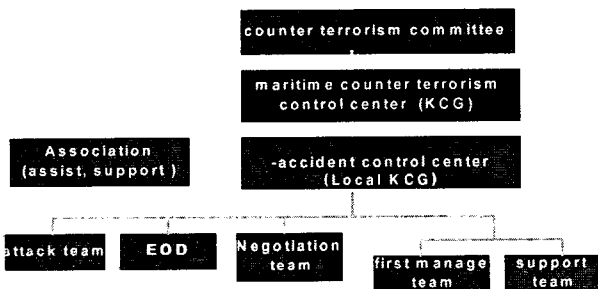 counter terrorism committee
maritime counter terrorism
control center (KCG)
Association
(assist, support )
-accident control center
(Local KCG)
attack team
EOD
Negotiation
team
first manage
team
support
team